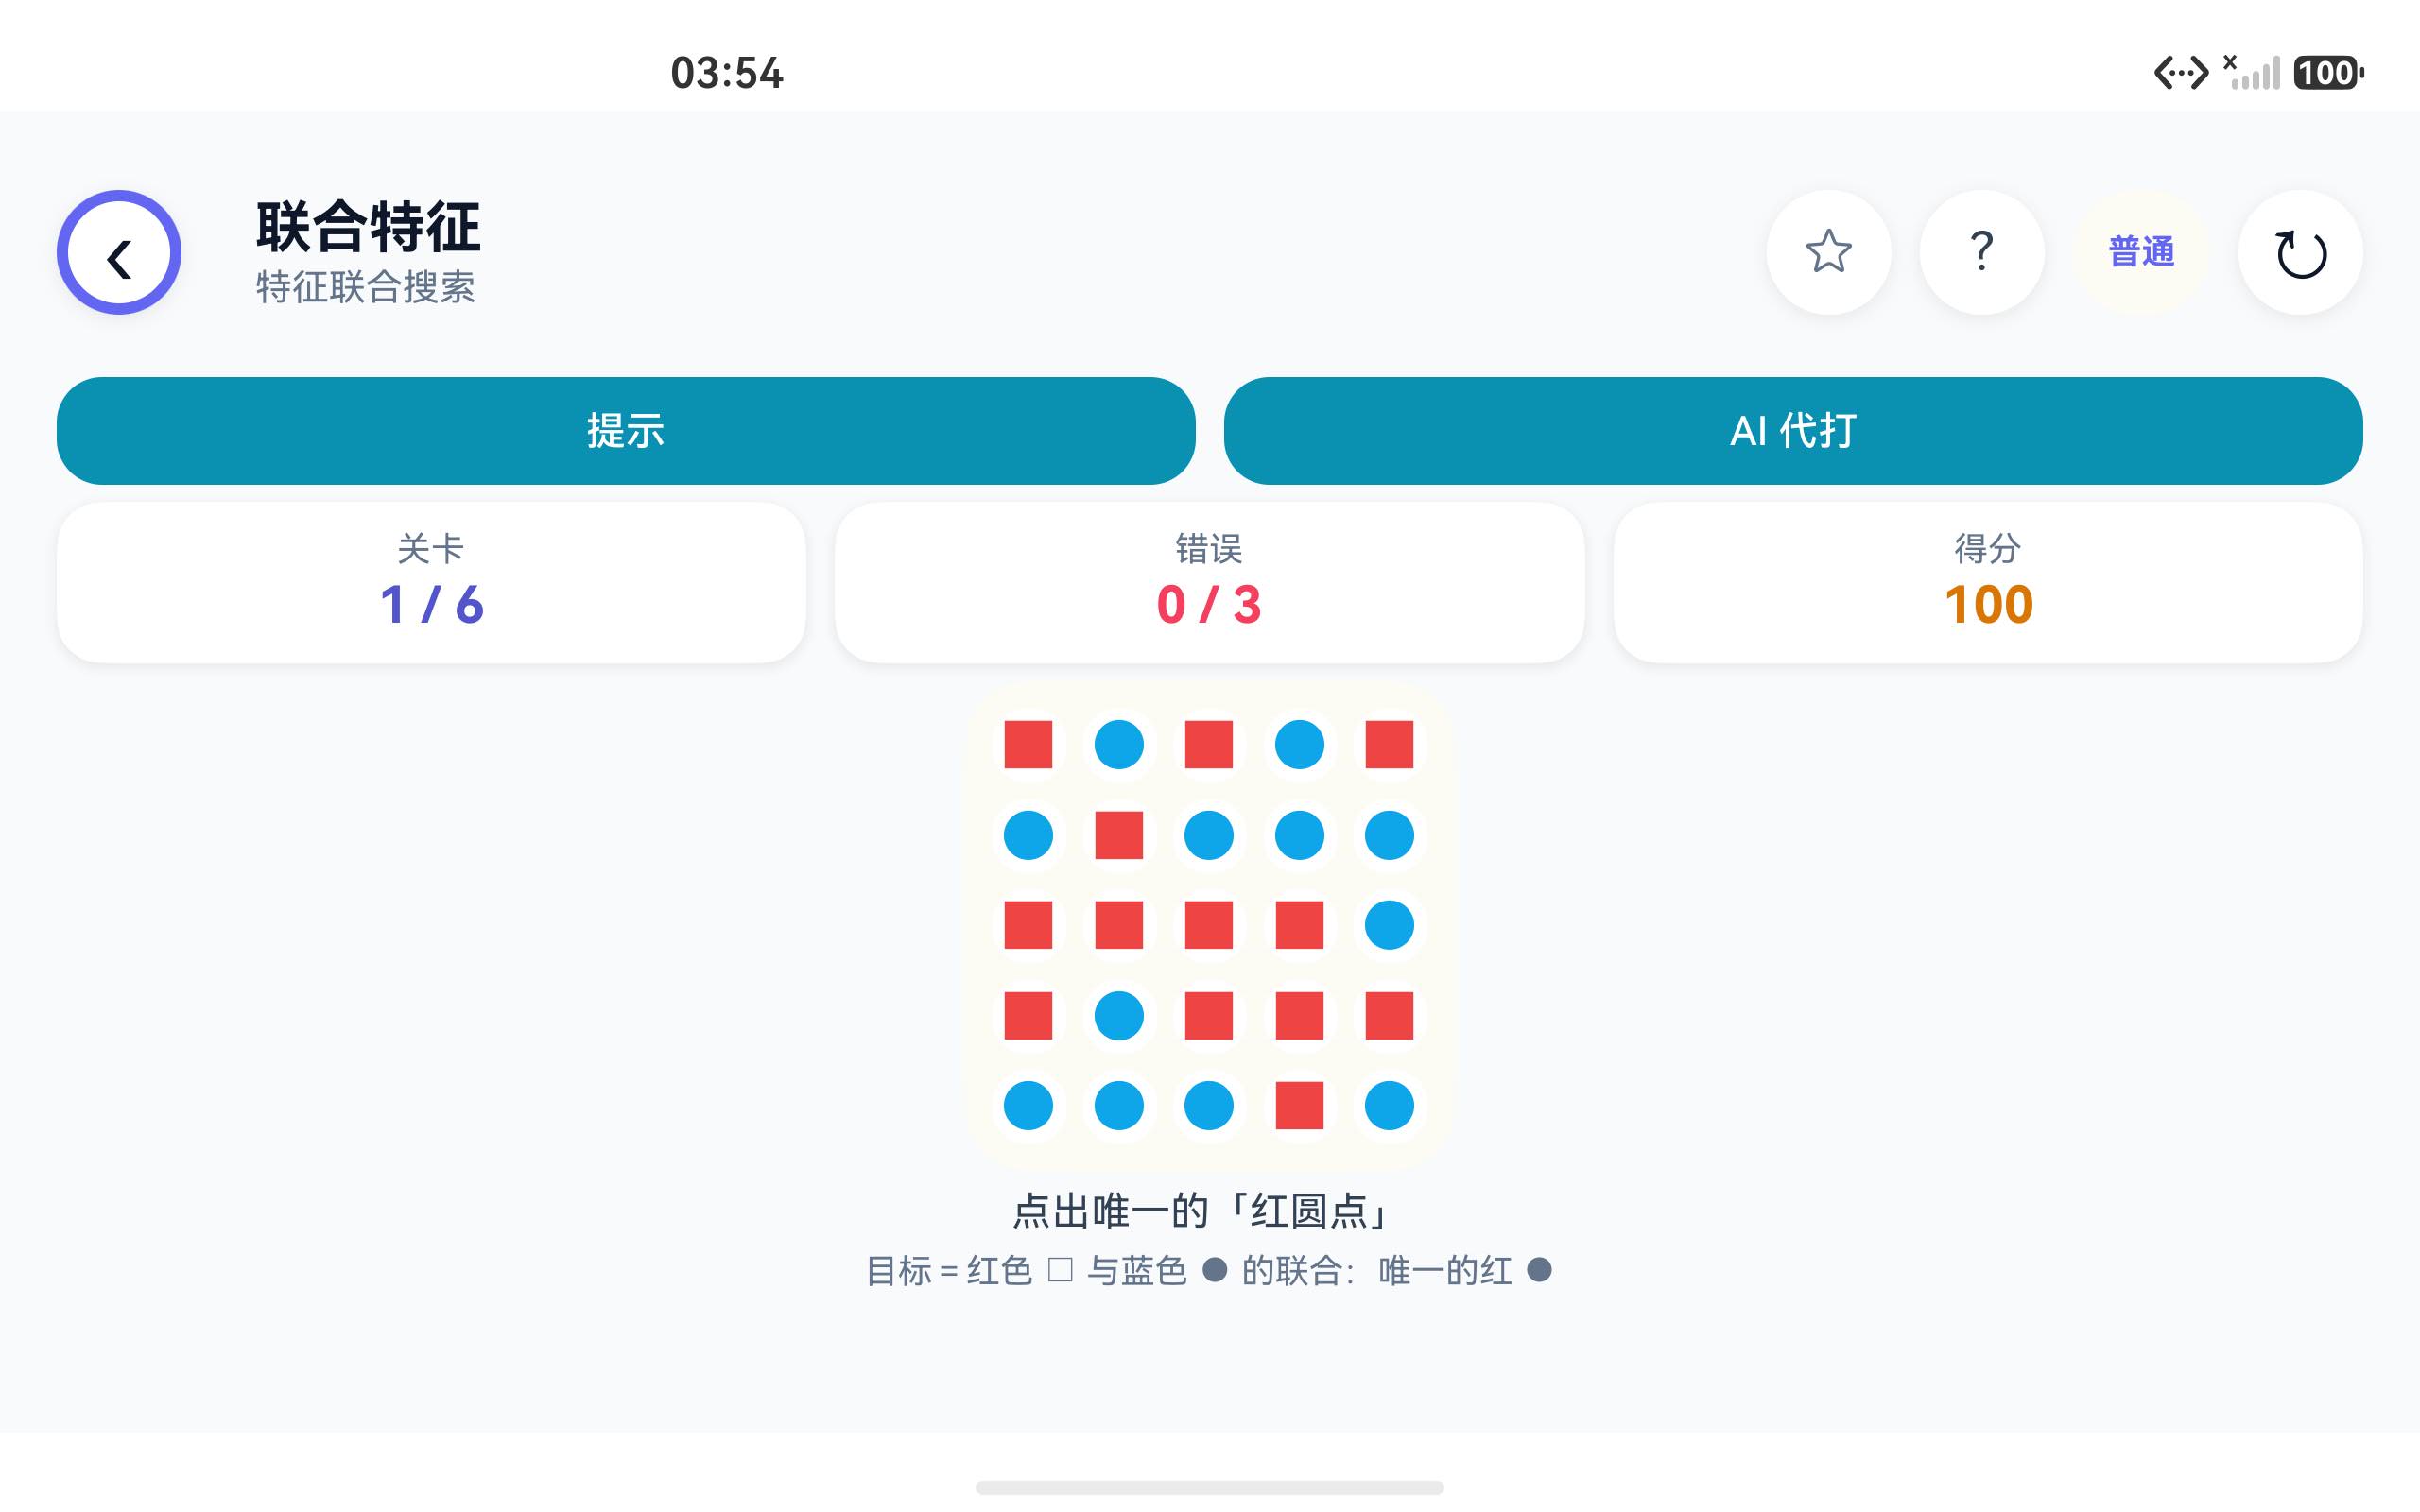 03:54
100
联合特征
特征联合搜索
?
普通
提示
AI 代打
关卡
1 / 6
错误
0 / 3
得分
100
点出唯一的「红圆点」
目标 = 红色 □ 与蓝色 ● 的联合：唯一的红 ●